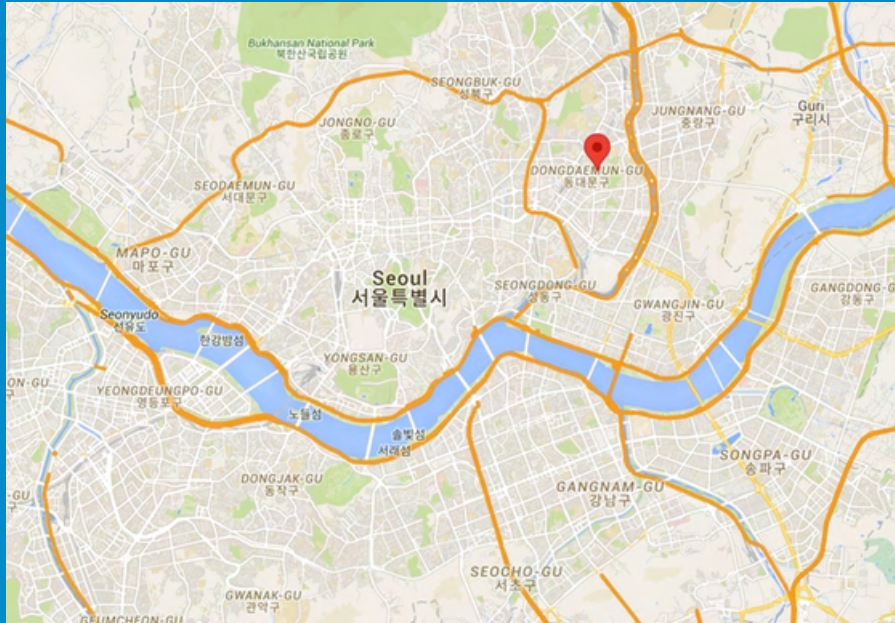 Bukhansan National Park
북한산국립공원
SEONGBUK-GU
성북구
JONGNO-GU
종로구
JUNGNANG-GU
중랑구
Guri
구리시
DONGDAEMUN-GU
동대문구
SEODAEMUN-GU
서대문구
MAPO-GU
마포구
Seoul
서울특별시
SEONGDONG-GU
성동구
GWANGJIN-GU
광진구
GANGDONG-G
강동구
Seonyudo
선유도
한강밤섬
YONGSAN-GU
용산구
ON-GU
구
YEONGDEUNGPO-GU
영등포구
노들섬
솔빛섬
서래섬
SONGPA-GU
송파구
DONGJAK-GU
동작구
GANGNAM-GU
강남구
-GU
구
SEOCHO-GU
서초구
GWANAK-GU
관악구
GEUMCHEON-GU